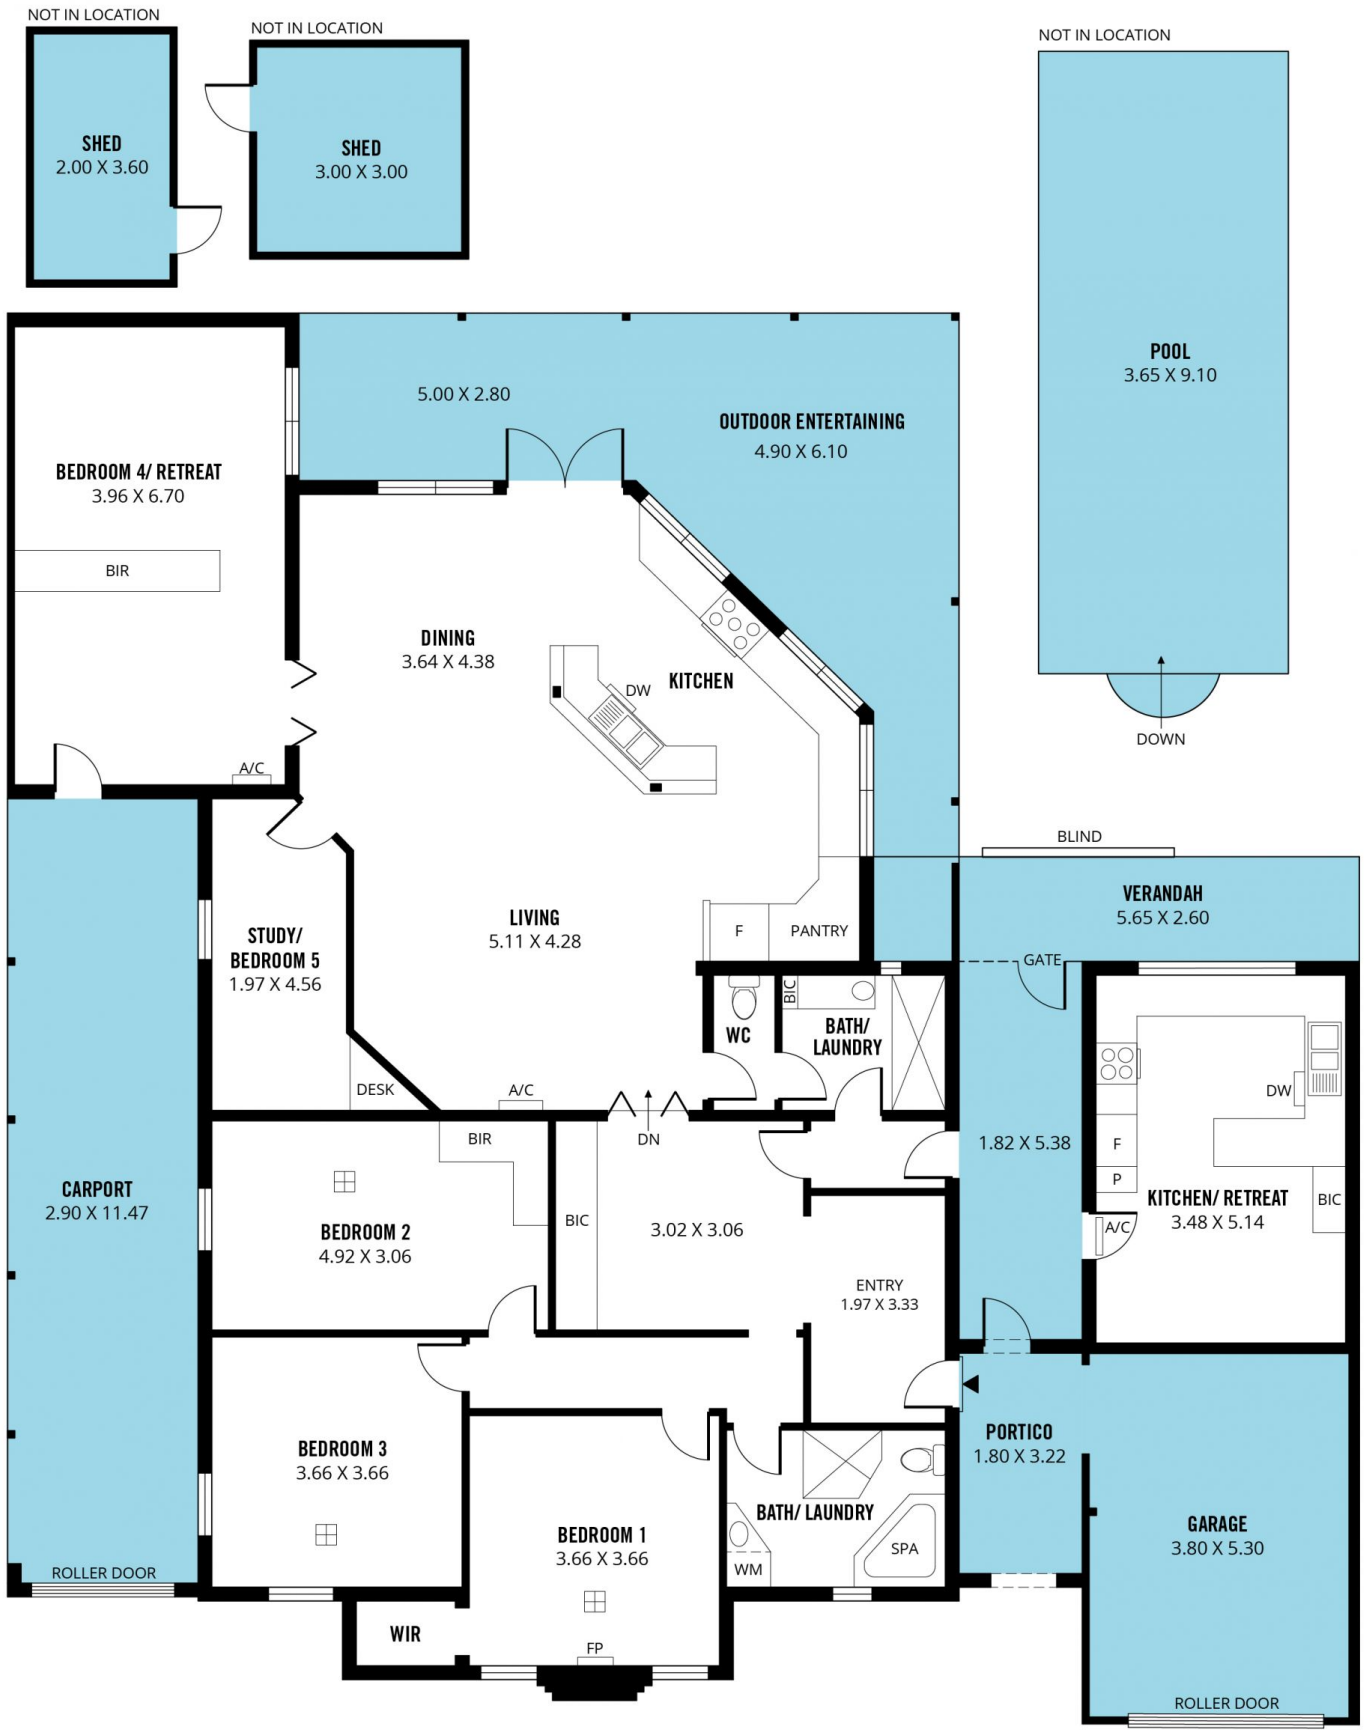 NOT IN LOCATION
SHED
2.00 X 3.60
NOT IN LOCATION
SHED
3.00 X 3.00
NOT IN LOCATION
POOL
3.65 X 9.10
DOWN
5.00 X 2.80
OUTDOOR ENTERTAINING
4.90 X 6.10
BEDROOM 4/ RETREAT
3.96 X 6.70
BIR
A/C
DINING
3.64 X 4.38
KITCHEN
DW
LIVING
5.11 X 4.28
F
PANTRY
A/C
DN
BLIND
VERANDAH
5.65 X 2.60
GATE
STUDY/
BEDROOM 5
1.97 X 4.56
DESK
WC
BIC
BATH/
LAUNDRY
1.82 X 5.38
DW
F
P
KITCHEN/ RETREAT
3.48 X 5.14
BIC
A/C
CARPORT
2.90 X 11.47
ROLLER DOOR
BIR
BEDROOM 2
4.92 X 3.06
BIC
3.02 X 3.06
ENTRY
1.97 X 3.33
BEDROOM 3
3.66 X 3.66
BEDROOM 1
3.66 X 3.66
FP
WIR
BATH/ LAUNDRY
WM
SPA
PORTICO
1.80 X 3.22
GARAGE
3.80 X 5.30
ROLLER DOOR